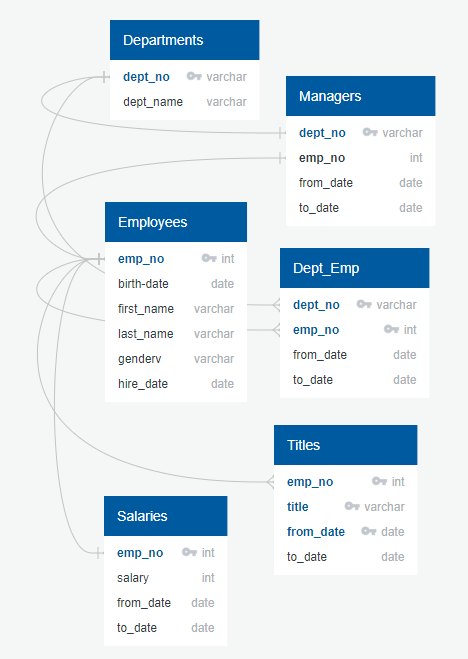 Departments
dept_no varchar
dept_name varchar
Managers
dept_no varchar
emp_no int
from_date date
to_date date
Employees
emp_no int
birth-date date
first_name varchar
last_name varchar
genderv varchar
hire_date date
Dept_Emp
dept_no varchar
emp_no int
from_date date
to_date date
Titles
emp_no int
title varchar
from_date date
to_date date
Salaries
emp_no int
salary int
from_date date
to_date date